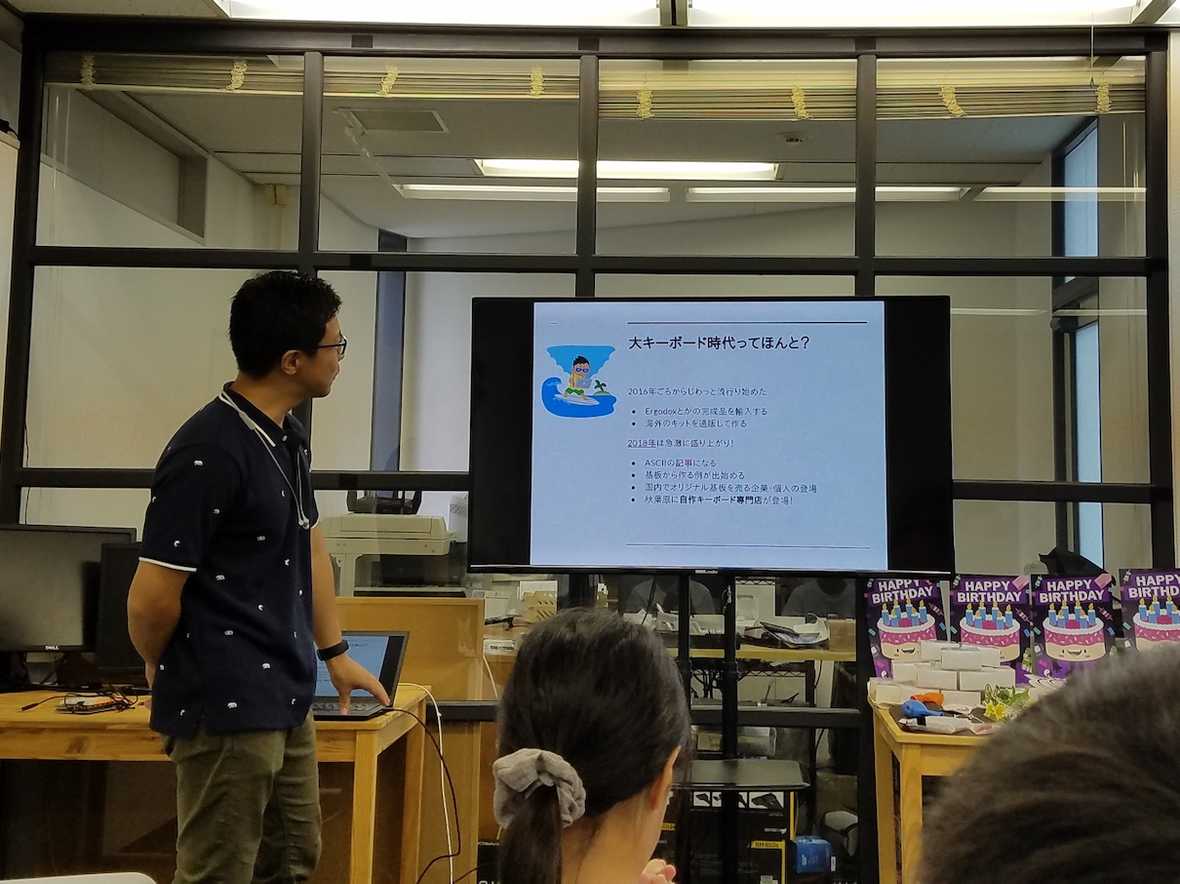 大キーボード時代ってほんと？
2016年ごろからじわっと流行り始めた
• Ergodoxとかの完成品を輸入する
• 海外のキットを通販して作る
2018年は急激に盛り上がり!
• ASCIIの記事になる
• 基板から作る例が出始める
• 国内でオリジナル基板を売る企業・個人の登場
• 秋葉原に自作キーボード専門店が登場!
HAPPY
BIRTHDAY
HAPPY
BIRTHDAY
HAPPY
BIRTHDAY
HAPPY
BIRTHDAY
DELL